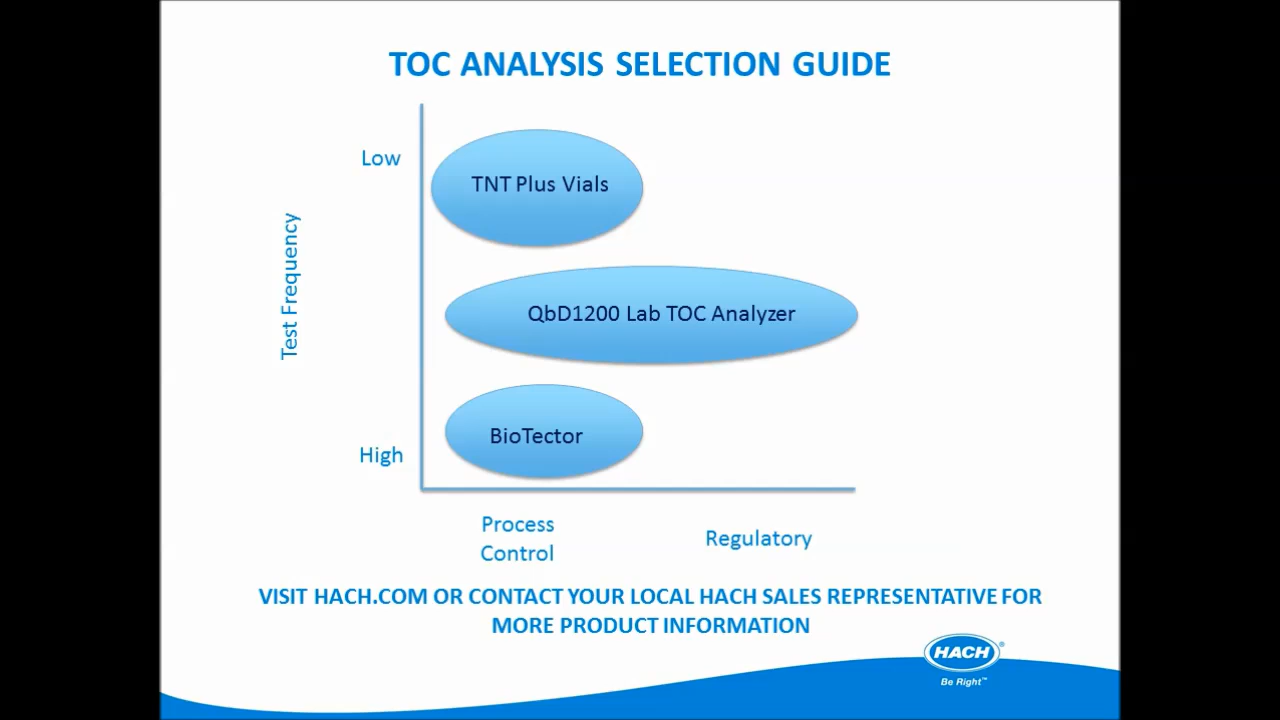 TOC ANALYSIS SELECTION GUIDE
Low
TNT Plus Vials
Test Frequency
QbD1200 Lab TOC Analyzer
BioTector
High
Process
Control
Regulatory
VISIT HACH.COM OR CONTACT YOUR LOCAL HACH SALES REPRESENTATIVE FOR
MORE PRODUCT INFORMATION
HACH®
Be Right™